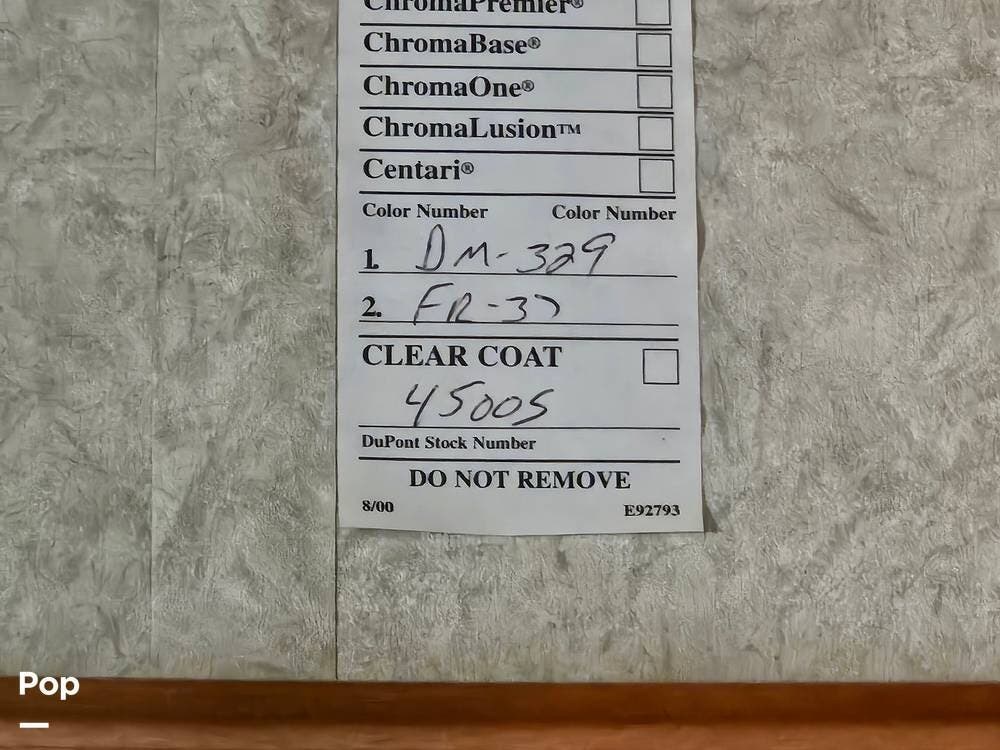 ChromaPremier®
ChromaBase®
ChromaOne®
ChromaLusion™
Centari®
Color Number Color Number
1. DM-329
2. FR-37
CLEAR COAT
4500S
DuPont Stock Number
DO NOT REMOVE
8/00 E92793
Pop